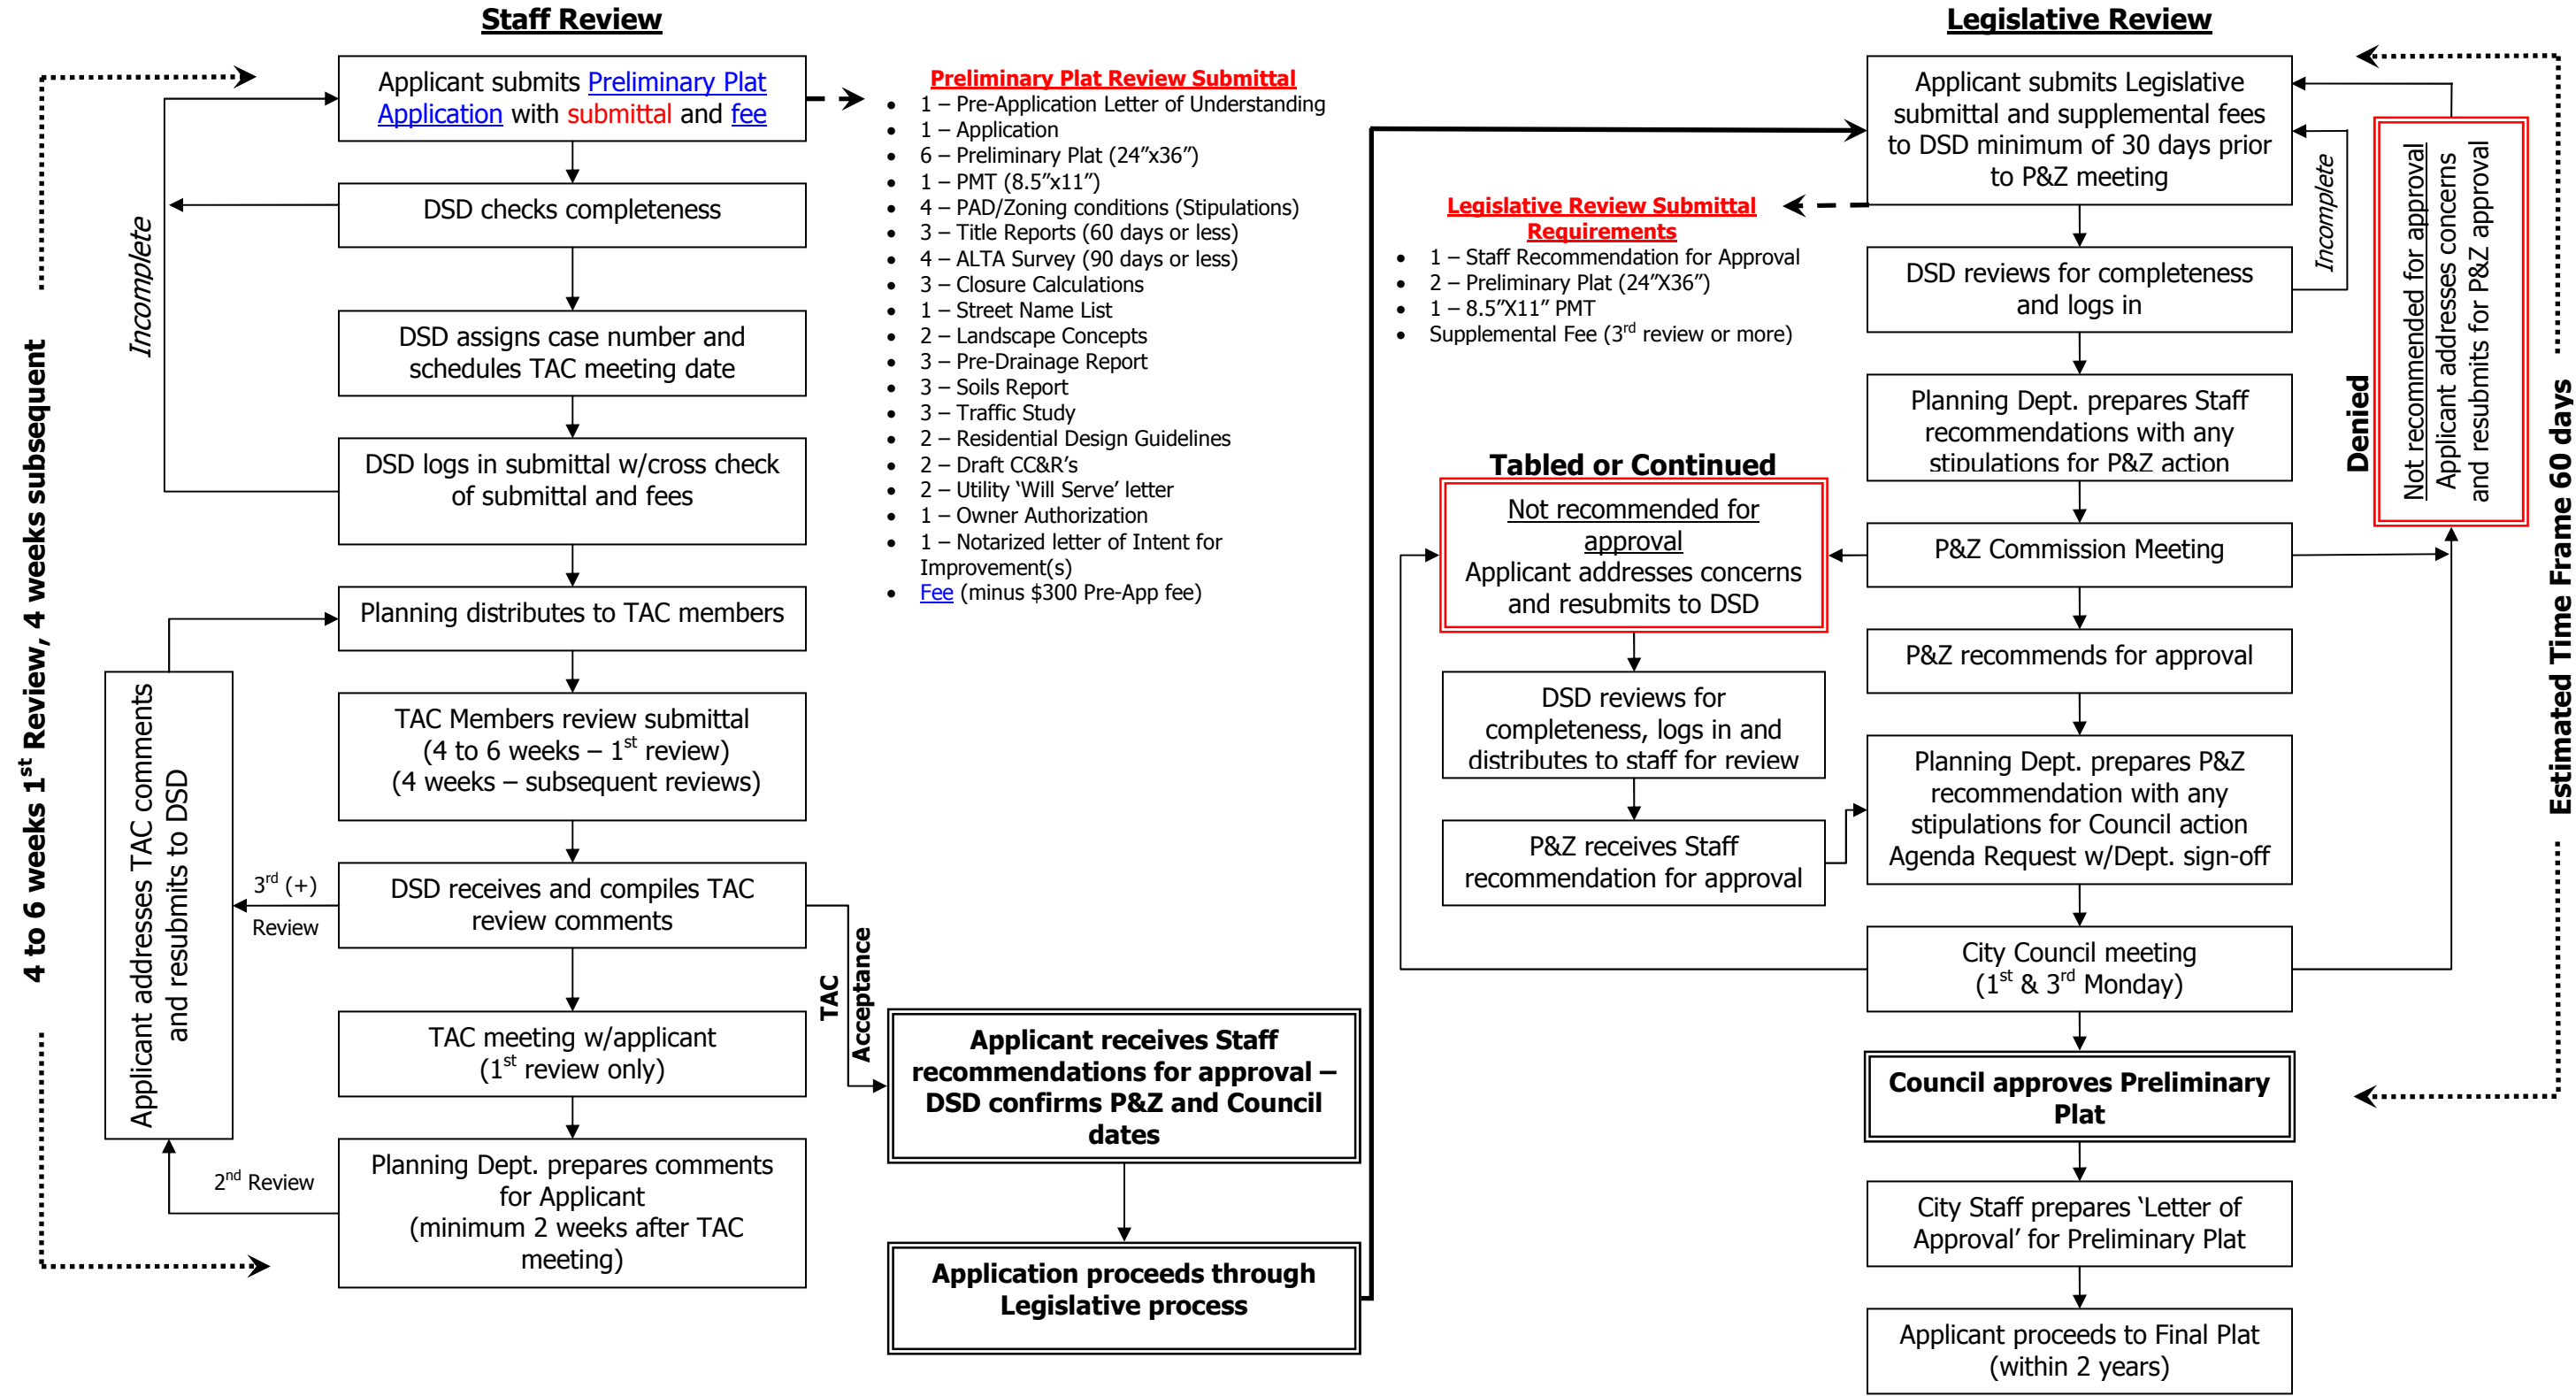 Staff Review
4 to 6 weeks 1st Review, 4 weeks subsequent
Applicant submits Preliminary Plat
Application with submittal and fee
DSD checks completeness
Incomplete
DSD assigns case number and
schedules TAC meeting date
DSD logs in submittal w/cross check
of submittal and fees
Planning distributes to TAC members
TAC Members review submittal
(4 to 6 weeks – 1st review)
(4 weeks – subsequent reviews)
DSD receives and compiles TAC
review comments
3rd (+)
Review
Applicant addresses TAC comments
and resubmits to DSD
TAC meeting w/applicant
(1st review only)
2nd Review
Planning Dept. prepares comments
for Applicant
(minimum 2 weeks after TAC
meeting)
TAC
Acceptance
Preliminary Plat Review Submittal
• 1 – Pre-Application Letter of Understanding
• 1 – Application
• 6 – Preliminary Plat (24”x36”)
• 1 – PMT (8.5”x11”)
• 4 – PAD/Zoning conditions (Stipulations)
• 3 – Title Reports (60 days or less)
• 4 – ALTA Survey (90 days or less)
• 3 – Closure Calculations
• 1 – Street Name List
• 2 – Landscape Concepts
• 3 – Pre-Drainage Report
• 3 – Soils Report
• 3 – Traffic Study
• 2 – Residential Design Guidelines
• 2 – Draft CC&R’s
• 2 – Utility ‘Will Serve’ letter
• 1 – Owner Authorization
• 1 – Notarized letter of Intent for
Improvement(s)
• Fee (minus $300 Pre-App fee)
Applicant receives Staff
recommendations for approval –
DSD confirms P&Z and Council
dates
Application proceeds through
Legislative process
Legislative Review
Applicant submits Legislative
submittal and supplemental fees
to DSD minimum of 30 days prior
to P&Z meeting
Legislative Review Submittal
Requirements
• 1 – Staff Recommendation for Approval
• 2 – Preliminary Plat (24”X36”)
• 1 – 8.5”X11” PMT
• Supplemental Fee (3rd review or more)
DSD reviews for completeness
and logs in
Incomplete
Planning Dept. prepares Staff
recommendations with any
stipulations for P&Z action
Denied
Not recommended for approval
Applicant addresses concerns
and resubmits for P&Z approval
P&Z Commission Meeting
Tabled or Continued
Not recommended for
approval
Applicant addresses concerns
and resubmits to DSD
DSD reviews for
completeness, logs in and
distributes to staff for review
P&Z receives Staff
recommendation for approval
P&Z recommends for approval
Planning Dept. prepares P&Z
recommendation with any
stipulations for Council action
Agenda Request w/Dept. sign-off
City Council meeting
(1st & 3rd Monday)
Council approves Preliminary
Plat
City Staff prepares ‘Letter of
Approval’ for Preliminary Plat
Applicant proceeds to Final Plat
(within 2 years)
Estimated Time Frame 60 days